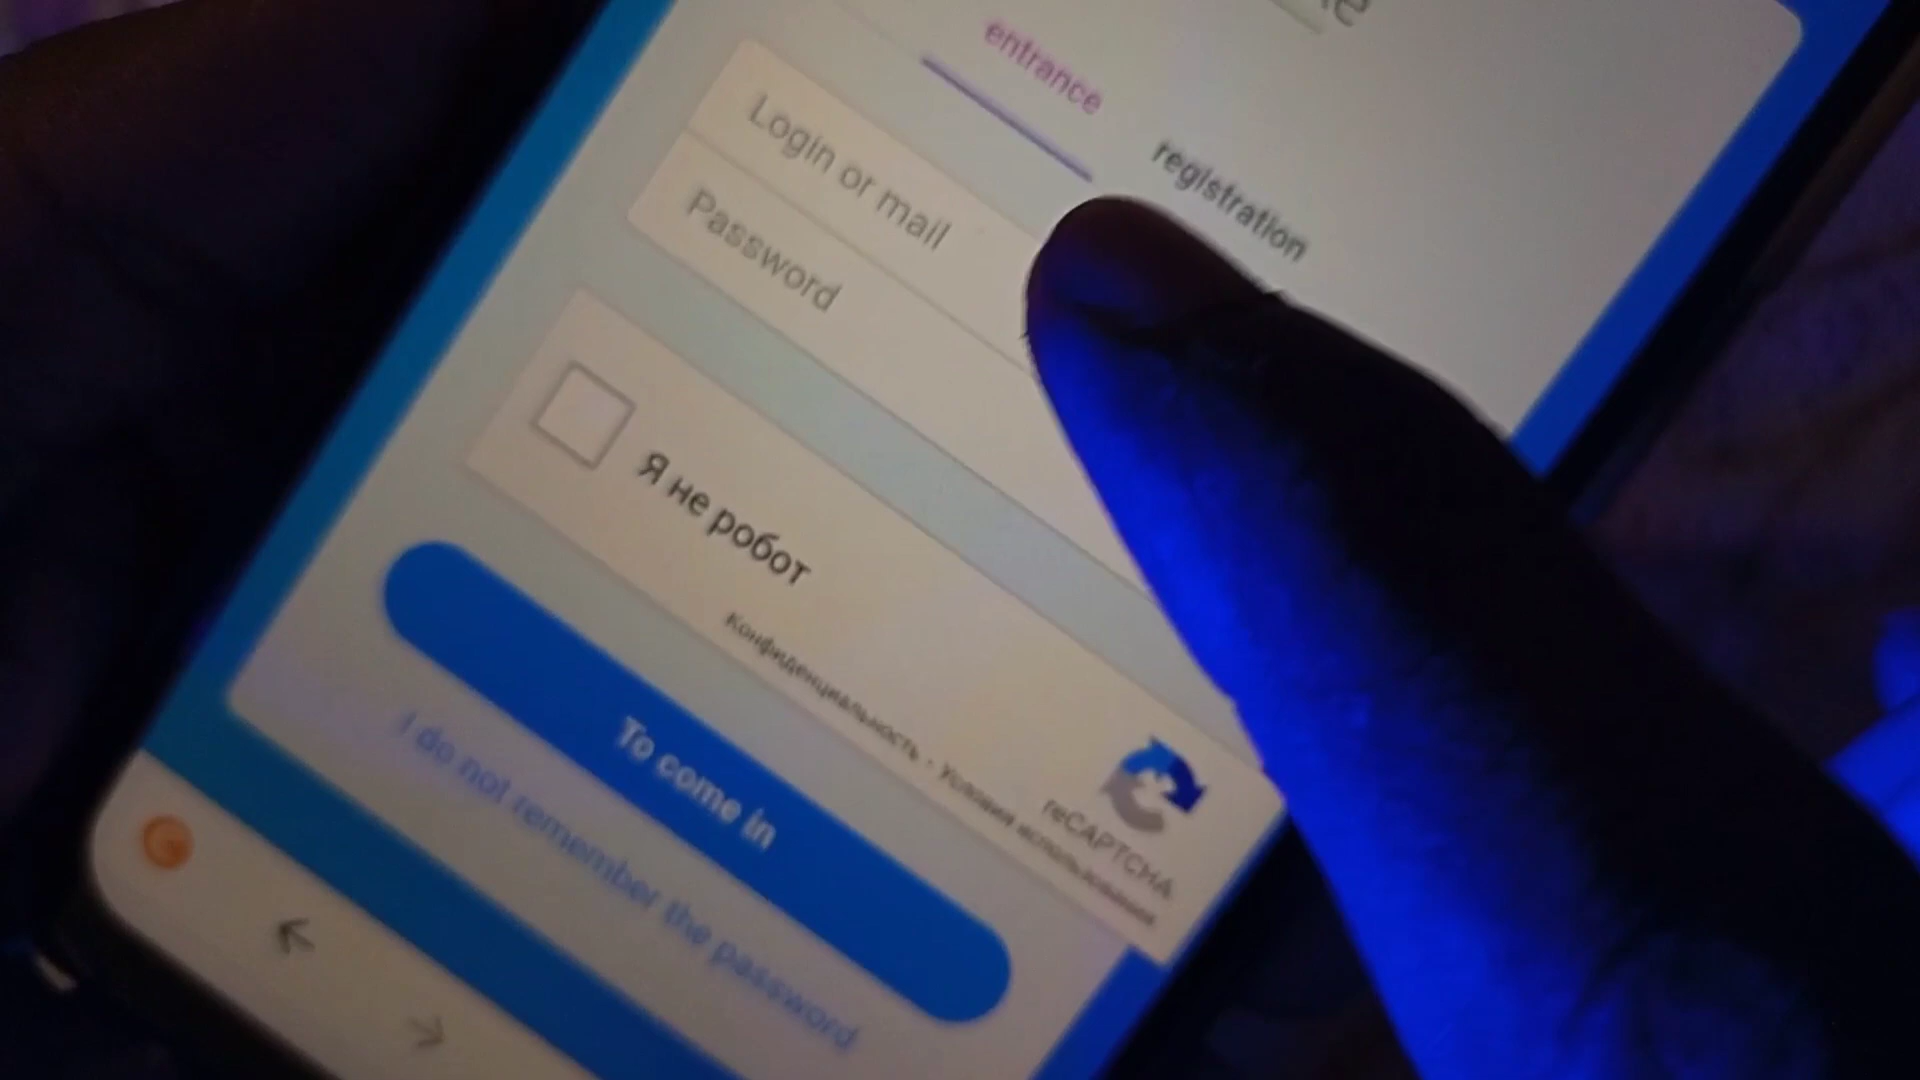 entrance
registration
Login or mail
Password
Я не робот
reCAPTCHA
Конфиденциальность - Условия использования
To come in
I do not remember the password